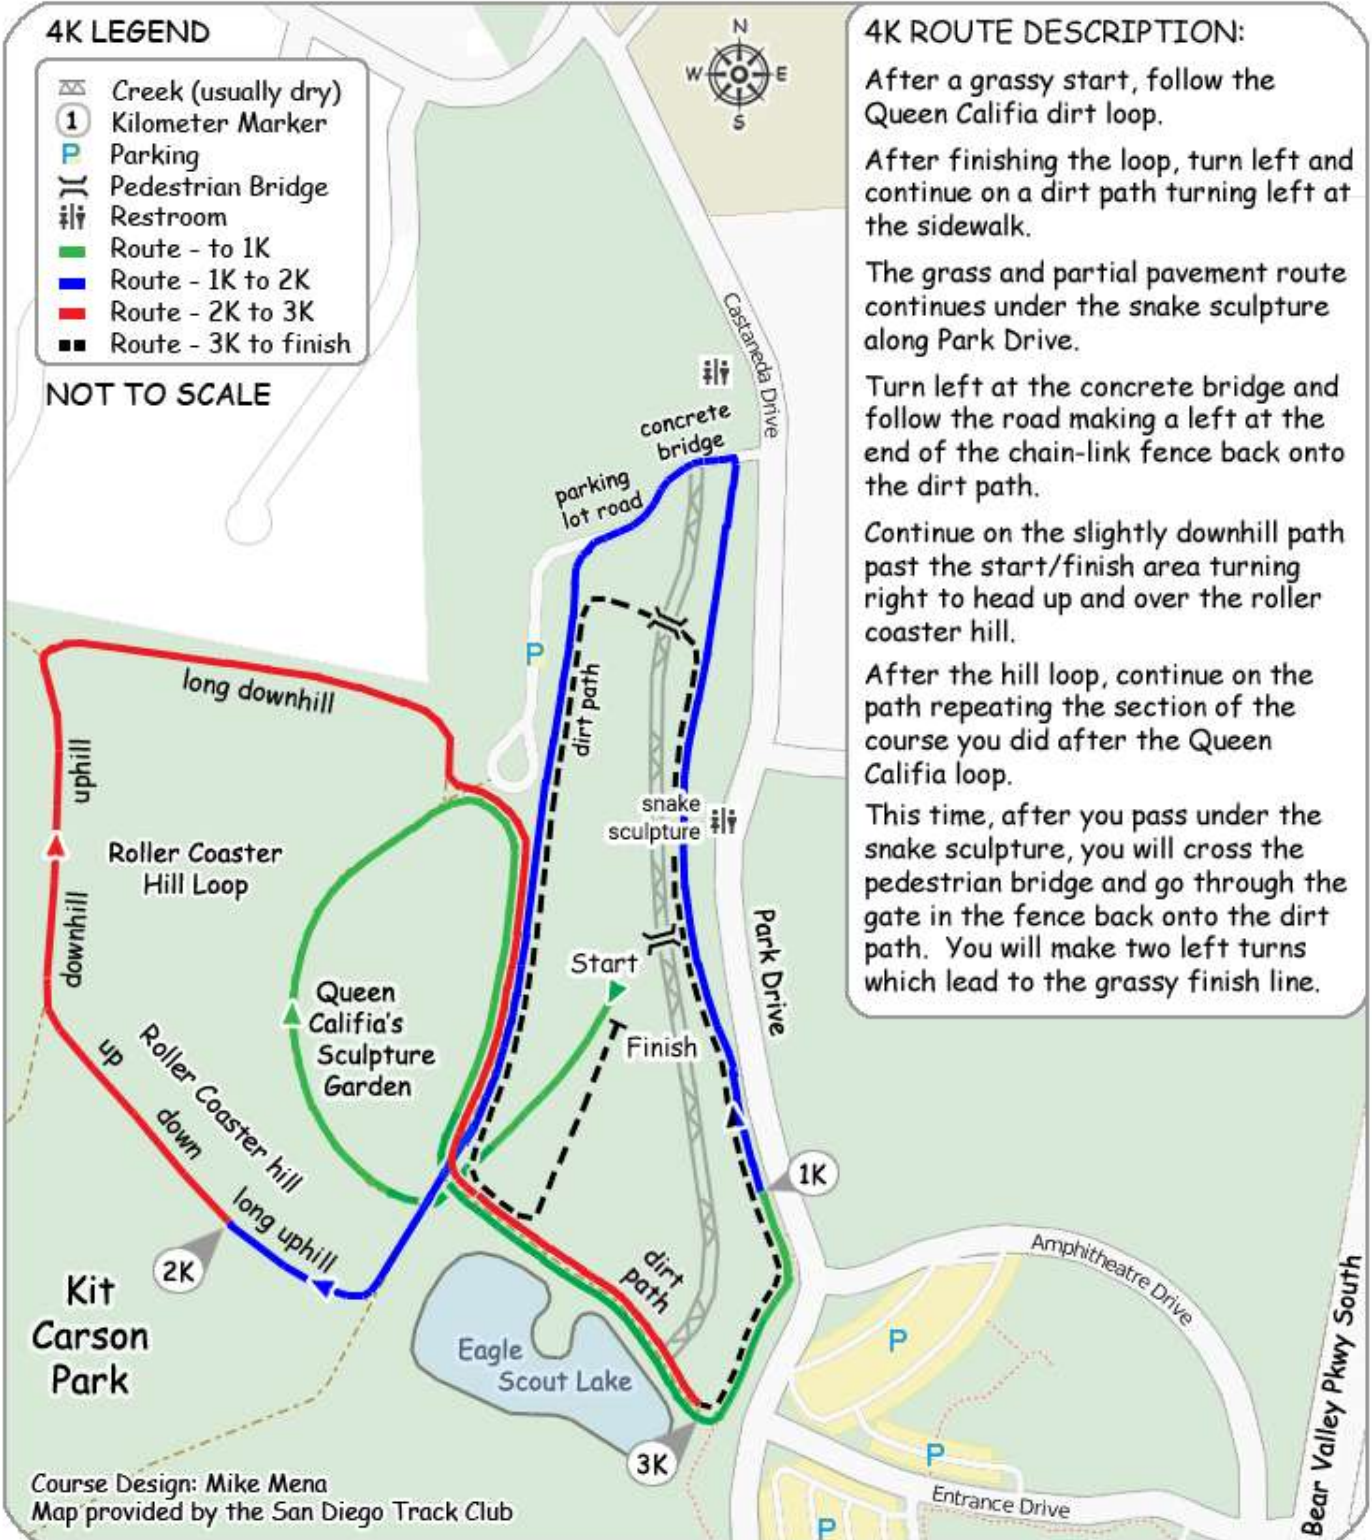 4K LEGEND
Creek (usually dry)
1
Kilometer Marker
P
Parking
Pedestrian Bridge
Restroom
Route - to 1K
Route - 1K to 2K
Route - 2K to 3K
Route - 3K to finish
NOT TO SCALE
N
W
E
S
4K ROUTE DESCRIPTION:
After a grassy start, follow the
Queen Califia dirt loop.
After finishing the loop, turn left and
continue on a dirt path turning left at
the sidewalk.
The grass and partial pavement route
continues under the snake sculpture
along Park Drive.
Turn left at the concrete bridge and
follow the road making a left at the
end of the chain-link fence back onto
the dirt path.
Continue on the slightly downhill path
past the start/finish area turning
right to head up and over the roller
coaster hill.
After the hill loop, continue on the
path repeating the section of the
course you did after the Queen
Califia loop.
This time, after you pass under the
snake sculpture, you will cross the
pedestrian bridge and go through the
gate in the fence back onto the dirt
path. You will make two left turns
which lead to the grassy finish line.
Castaneda Drive
concrete
bridge
parking
lot road
P
dirt path
long downhill
uphill
snake
sculpture
Roller Coaster
Hill Loop
downhill
Park Drive
Start
Queen
Califia's
Sculpture
Garden
Finish
up
Roller Coaster hill
down
1K
long uphill
2K
dirt
path
Amphitheatre Drive
Kit
Carson
Park
Eagle
Scout Lake
P
Bear Valley Pkwy South
3K
P
Entrance Drive
P
Course Design: Mike Mena
Map provided by the San Diego Track Club